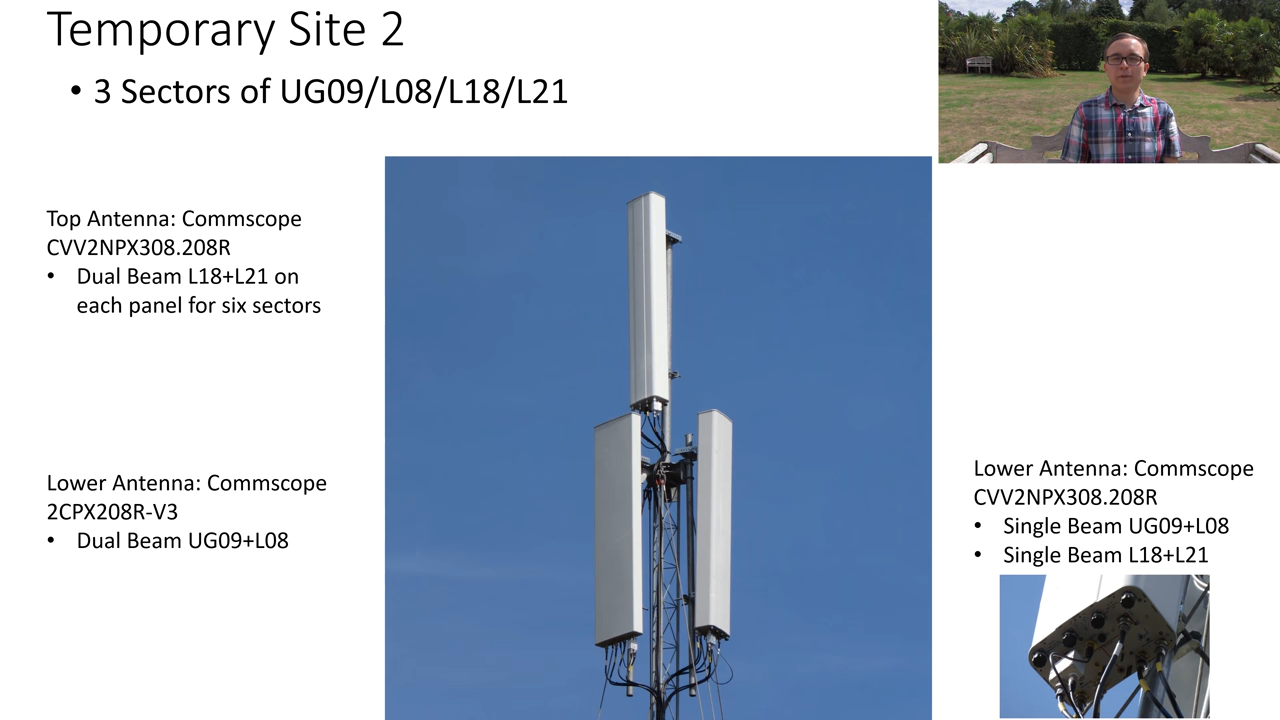 Temporary Site 2
• 3 Sectors of UG09/L08/L18/L21
Top Antenna: Commscope
CVV2NPX308.208R
• Dual Beam L18+L21 on
each panel for six sectors
Lower Antenna: Commscope
2CPX208R-V3
• Dual Beam UG09+L08
Lower Antenna: Commscope
CVV2NPX308.208R
• Single Beam UG09+L08
• Single Beam L18+L21